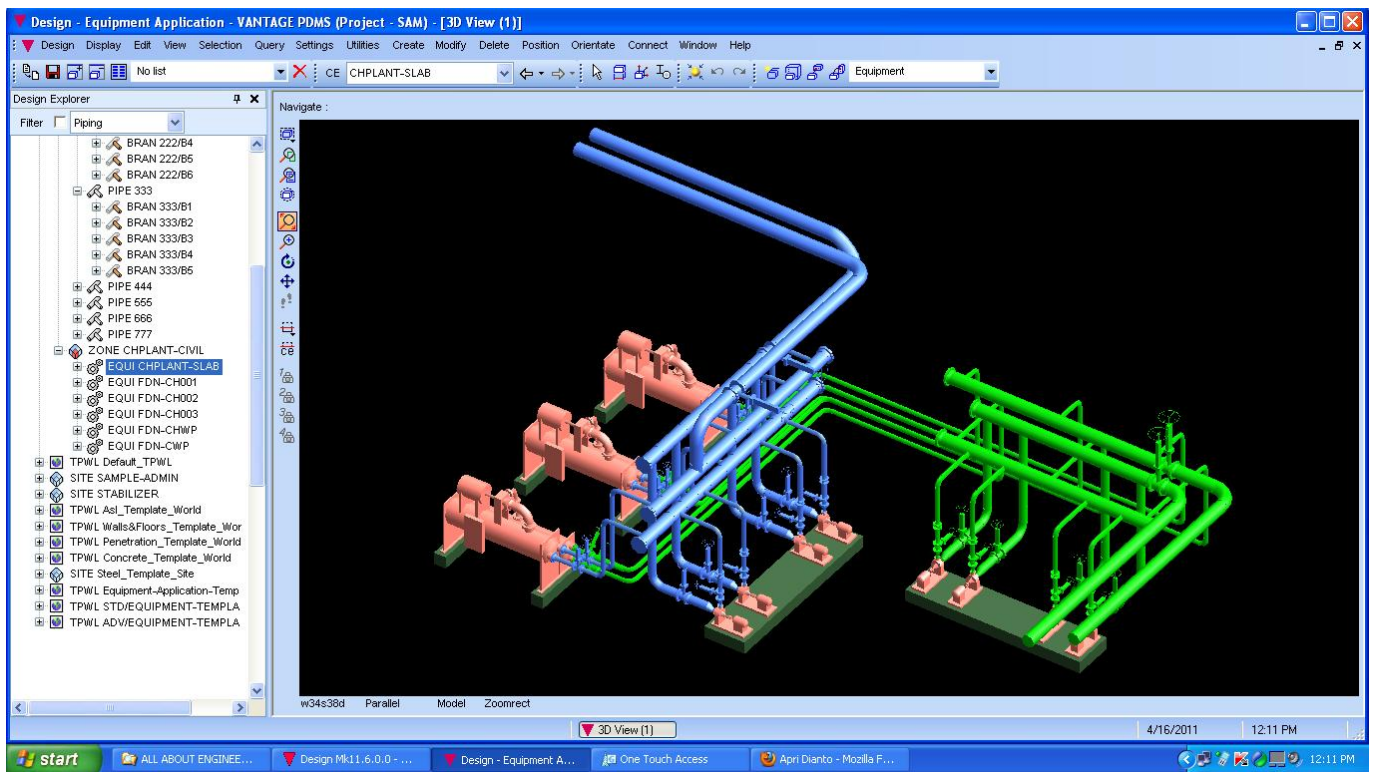 Design - Equipment Application - VANTAGE PDMS (Project - SAM) - [3D View (1)]
Design Display Edit View Selection Query Settings Utilities Create Modify Delete Position Orientate Connect Window Help
No list CE CHPLANT-SLAB Equipment
Design Explorer
Navigate :
Filter Piping
BRAN 222/B4
BRAN 222/B5
BRAN 222/B6
PIPE 333
BRAN 333/B1
BRAN 333/B2
BRAN 333/B3
BRAN 333/B4
BRAN 333/B5
PIPE 444
PIPE 555
PIPE 666
PIPE 777
ZONE CHPLANT-CIVIL
EQUI CHPLANT-SLAB
EQUI FDN-CH001
EQUI FDN-CH002
EQUI FDN-CH003
EQUI FDN-CHWP
EQUI FDN-CWP
TPWL Default_TPWL
SITE SAMPLE-ADMIN
SITE STABILIZER
TPWL Asl_Template_World
TPWL Walls&Floors_Template_Wor
TPWL Penetration_Template_World
TPWL Concrete_Template_World
SITE Steel_Template_Site
TPWL Equipment-Application-Temp
TPWL STD/EQUIPMENT-TEMPLA
TPWL ADV/EQUIPMENT-TEMPLA
ce
1
2
3
4
w34s38d Parallel Model Zoomrect
3D View (1)
4/16/2011 12:11 PM
start ALL ABOUT ENGINEE... Design Mk11.6.0.0 - ... Design - Equipment A... One Touch Access Apri Dianto - Mozilla F... 12:11 PM